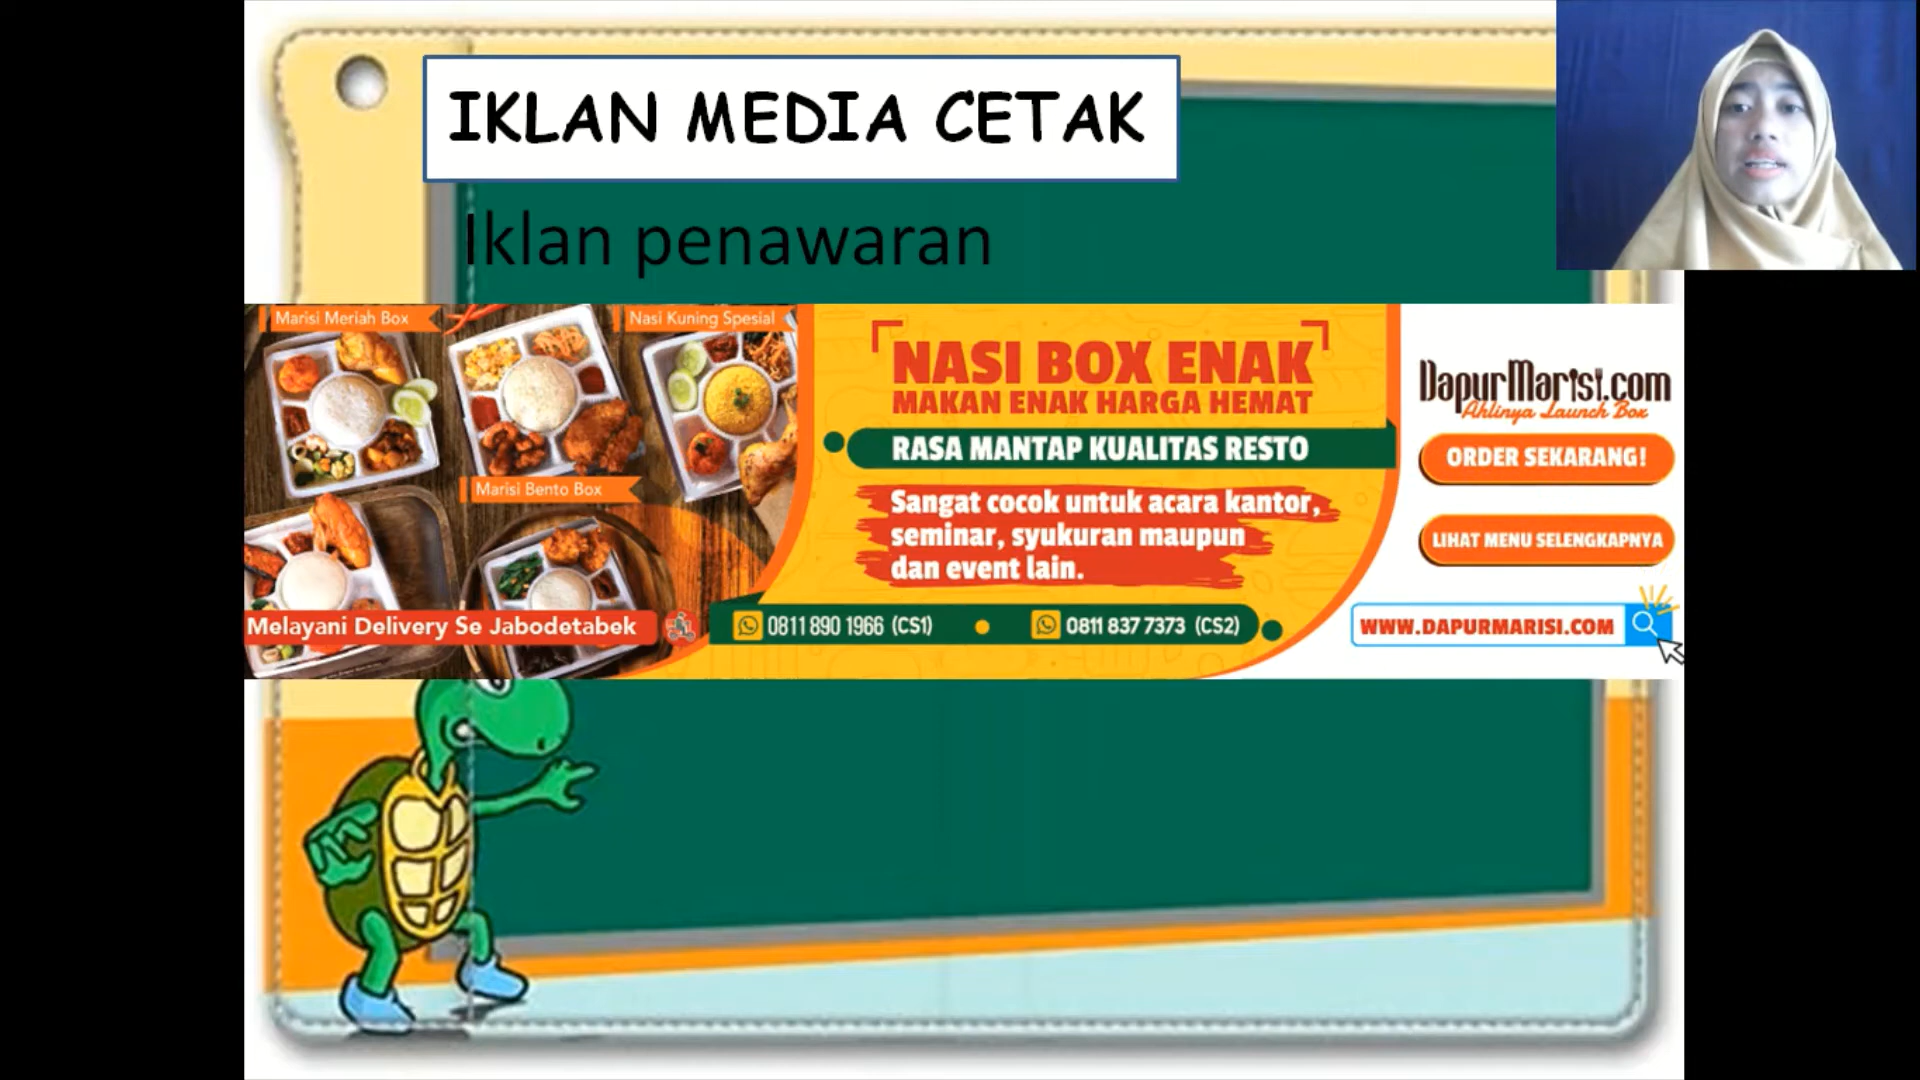 IKLAN MEDIA CETAK
Iklan penawaran
Marisi Meriah Box
Nasi Kuning Spesial
Marisi Bento Box
Melayani Delivery Se Jabodetabek
NASI BOX ENAK
MAKAN ENAK HARGA HEMAT
RASA MANTAP KUALITAS RESTO
Sangat cocok untuk acara kantor,
seminar, syukuran maupun
dan event lain.
0811 890 1966 (CS1)
0811 837 7373 (CS2)
DapurMarisi.com
Ahlinya Launch Box
ORDER SEKARANG!
LIHAT MENU SELENGKAPNYA
WWW.DAPURMARISI.COM